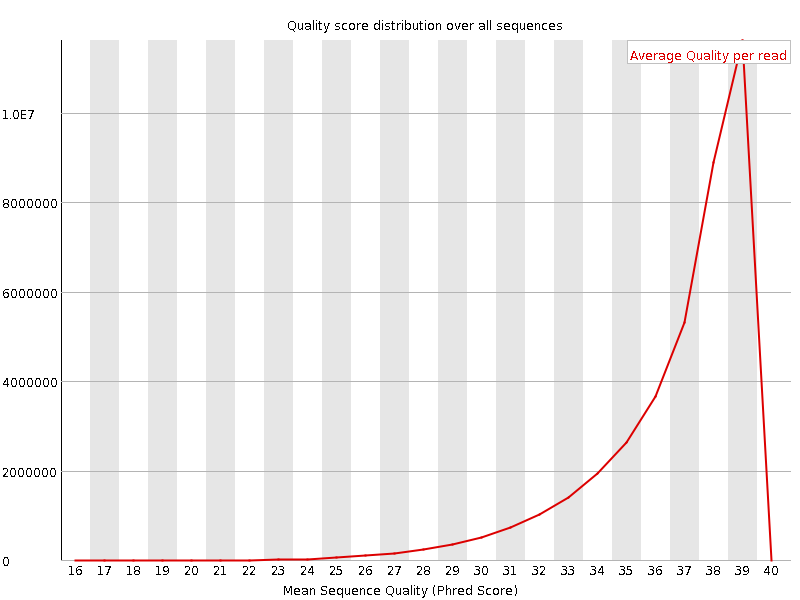 Quality score distribution over all sequences
Average Quality per read
1.0E7
8000000
6000000
4000000
2000000
0
16 17 18 19 20 21 22 23 24 25 26 27 28 29 30 31 32 33 34 35 36 37 38 39 40
Mean Sequence Quality (Phred Score)